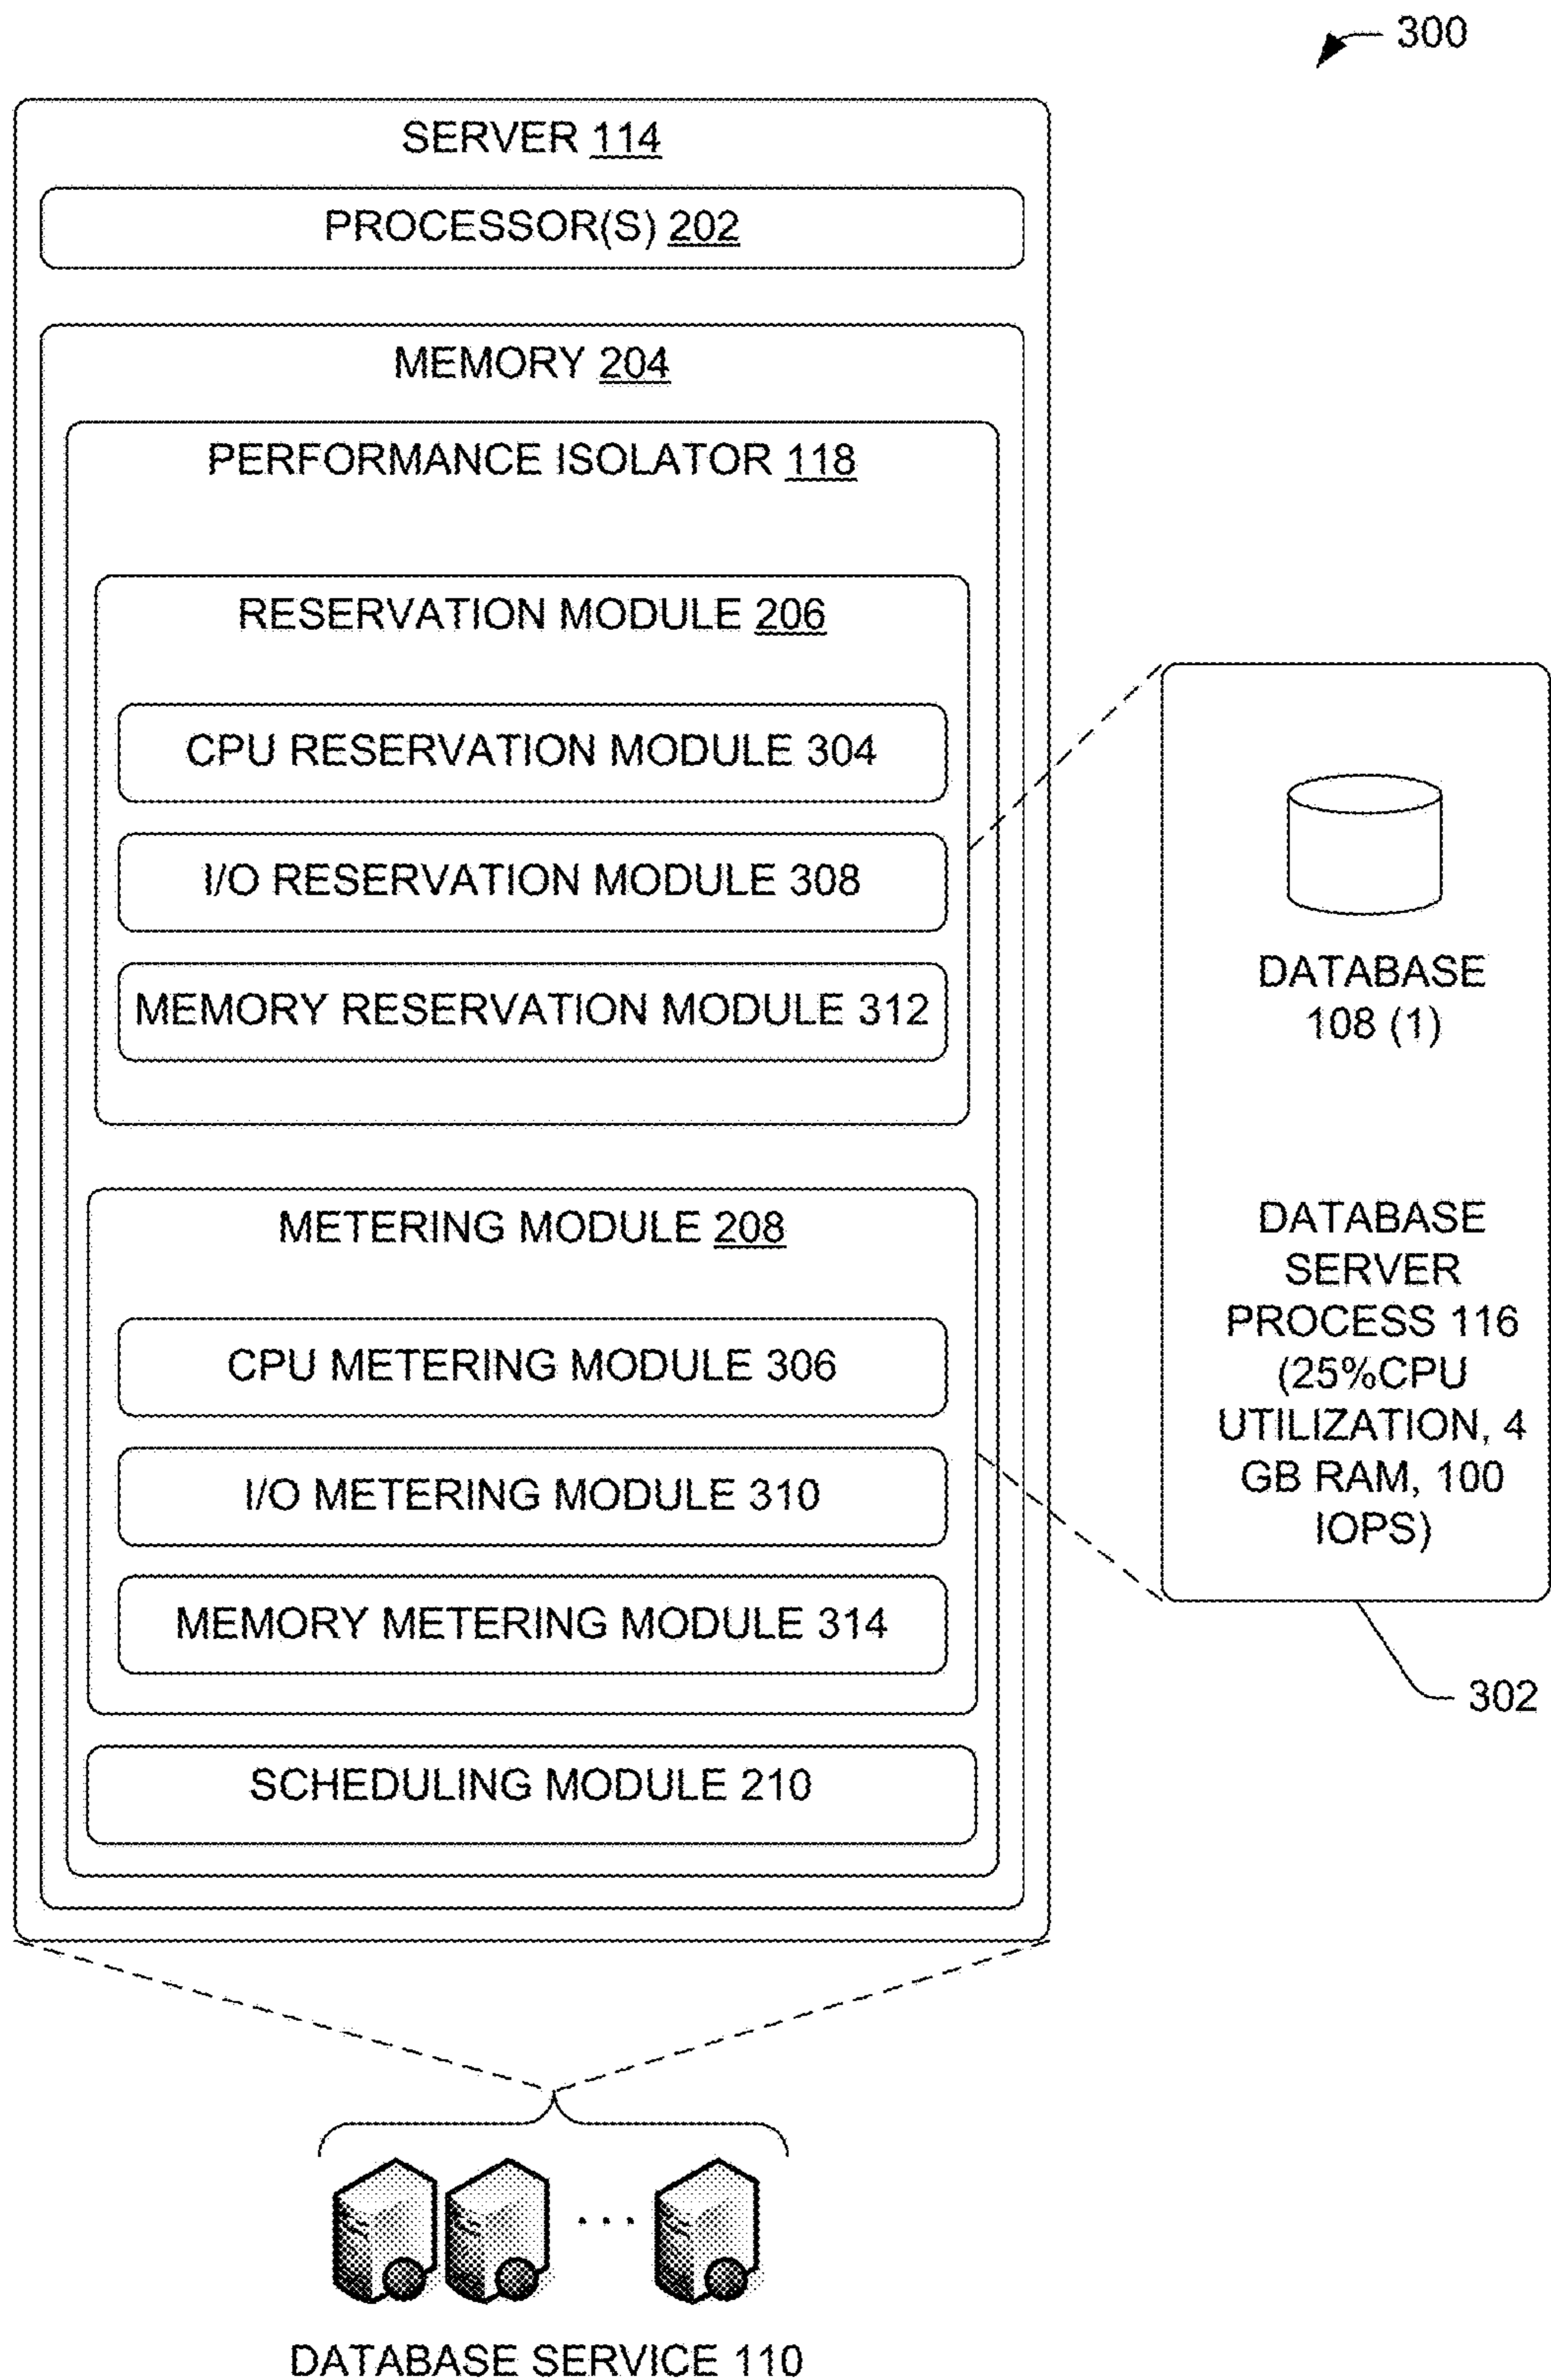 300
SERVER 114
PROCESSOR(S) 202
MEMORY 204
PERFORMANCE ISOLATOR 118
RESERVATION MODULE 206
CPU RESERVATION MODULE 304
I/O RESERVATION MODULE 308
MEMORY RESERVATION MODULE 312
METERING MODULE 208
CPU METERING MODULE 306
I/O METERING MODULE 310
MEMORY METERING MODULE 314
SCHEDULING MODULE 210
DATABASE
108 (1)
DATABASE
SERVER
PROCESS 116
(25%CPU
UTILIZATION, 4
GB RAM, 100
IOPS)
302
. . .
DATABASE SERVICE 110